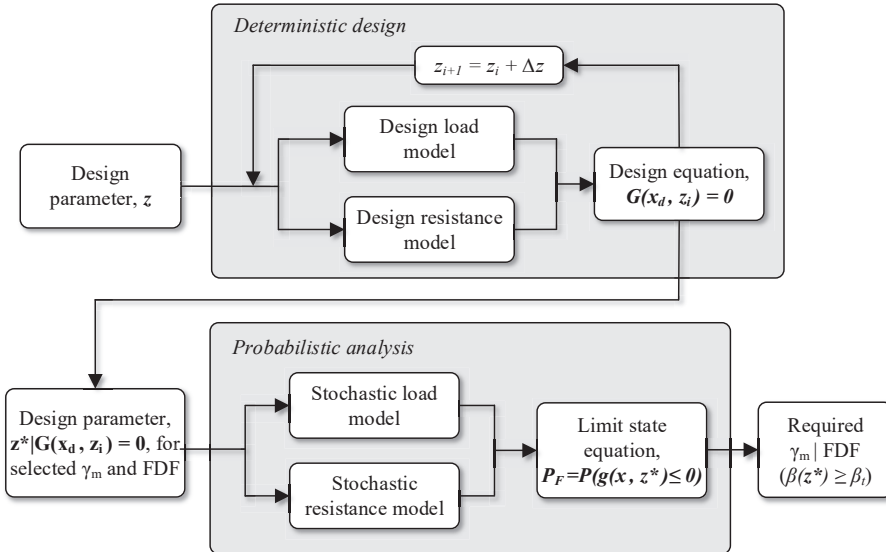 Deterministic design
z_{i+1} = z_i + Δz
Design load
model
Design
parameter, z
Design equation,
G(x_d, z_i) = 0
Design resistance
model
Probabilistic analysis
Design parameter,
z*|G(x_d, z_i) = 0, for
selected γ_m and FDF
Stochastic load
model
Stochastic
resistance model
Limit state
equation,
P_F=P(g(x, z*)≤ 0)
Required
γ_m | FDF
(β(z*) ≥ β_t)